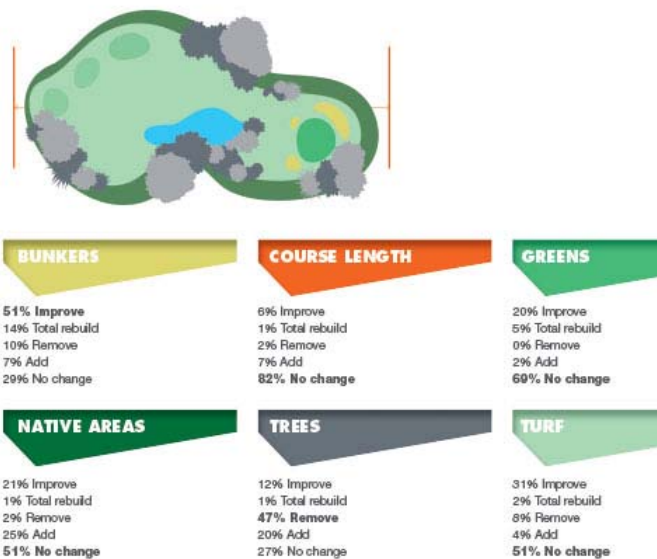 BUNKERS
51% Improve
14% Total rebuild
10% Remove
7% Add
29% No change
COURSE LENGTH
6% Improve
1% Total rebuild
2% Remove
7% Add
82% No change
GREENS
20% Improve
5% Total rebuild
0% Remove
2% Add
69% No change
NATIVE AREAS
21% Improve
1% Total rebuild
2% Remove
25% Add
51% No change
TREES
12% Improve
1% Total rebuild
47% Remove
20% Add
27% No change
TURF
31% Improve
2% Total rebuild
8% Remove
4% Add
51% No change